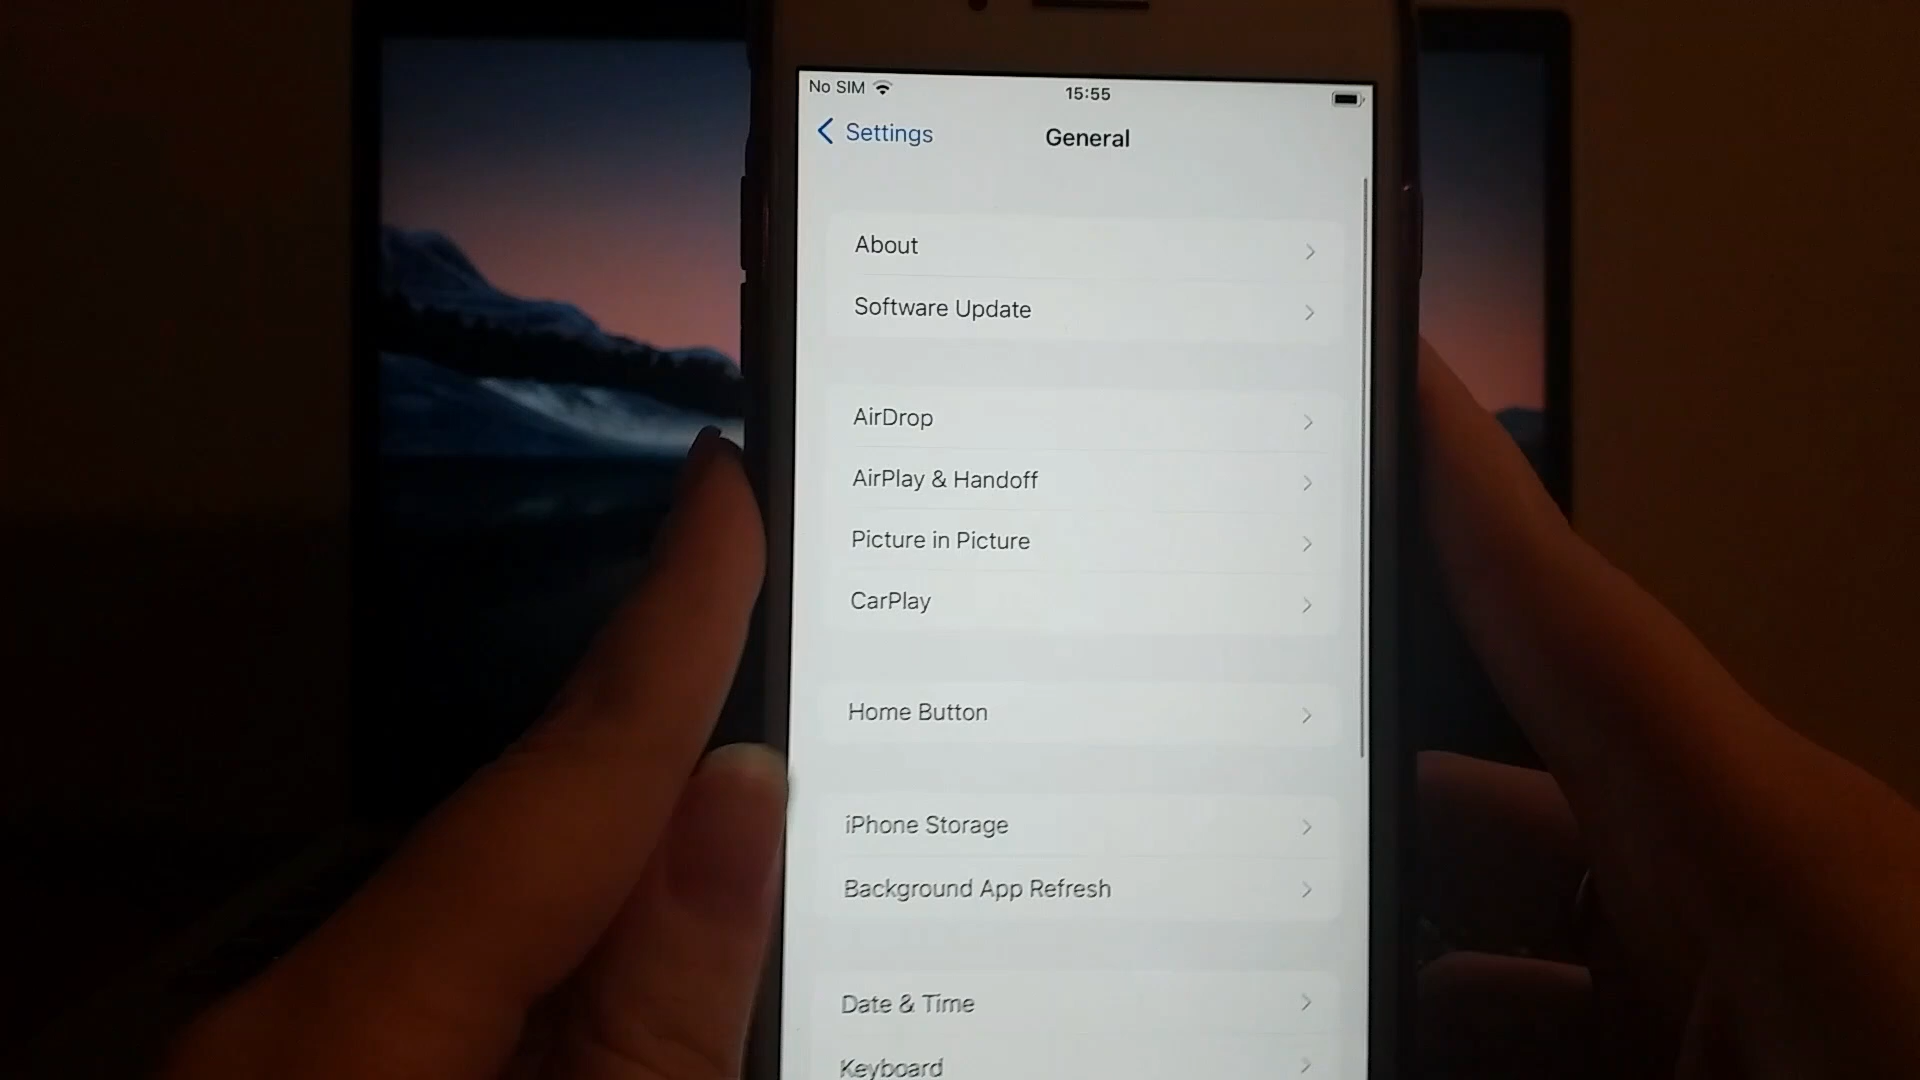 No SIM
15:55
Settings
General
About
Software Update
AirDrop
AirPlay & Handoff
Picture in Picture
CarPlay
Home Button
iPhone Storage
Background App Refresh
Date & Time
Keyboard